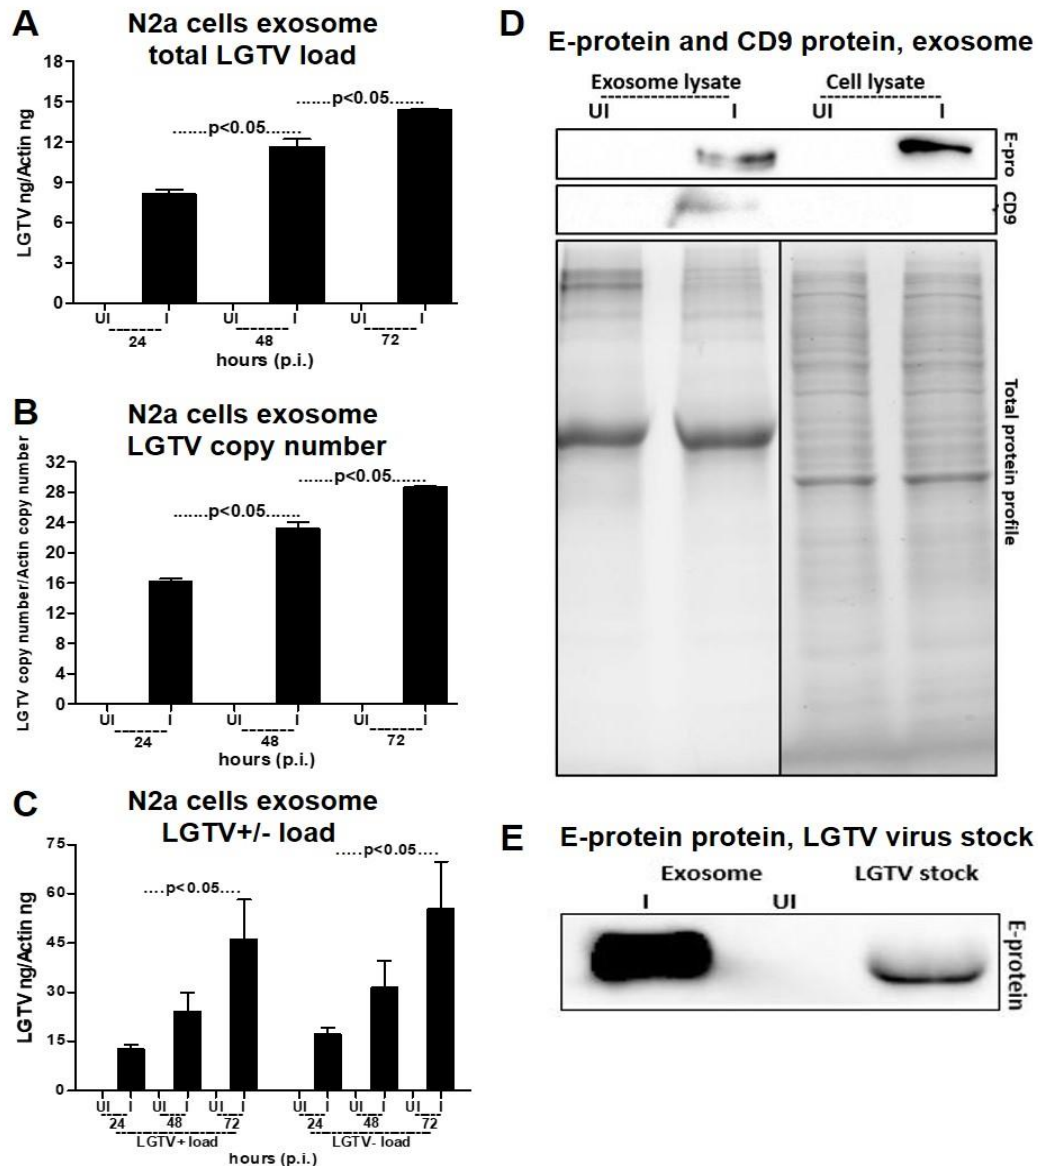 A
N2a cells exosome
total LGTV load
LGTV ng/Actin ng
18
15
12
9
6
3
0
p<0.05
p<0.05
UI I UI I UI I
24 48 72
hours (p.i.)
B
N2a cells exosome
LGTV copy number
LGTV copy number/Actin copy number
32
28
24
20
16
12
8
4
0
p<0.05
p<0.05
UI I UI I UI I
24 48 72
hours (p.i.)
C
N2a cells exosome
LGTV+/- load
LGTV ng/Actin ng
75
60
45
30
15
0
p<0.05
p<0.05
UI I UI I UI I UI I UI I UI I
24 48 72 24 48 72
LGTV+ load LGTV- load
hours (p.i.)
D
E-protein and CD9 protein, exosome
Exosome lysate Cell lysate
UI I UI I
E-pro
CD9
Total protein profile
E
E-protein protein, LGTV virus stock
Exosome LGTV stock
I UI
E-protein